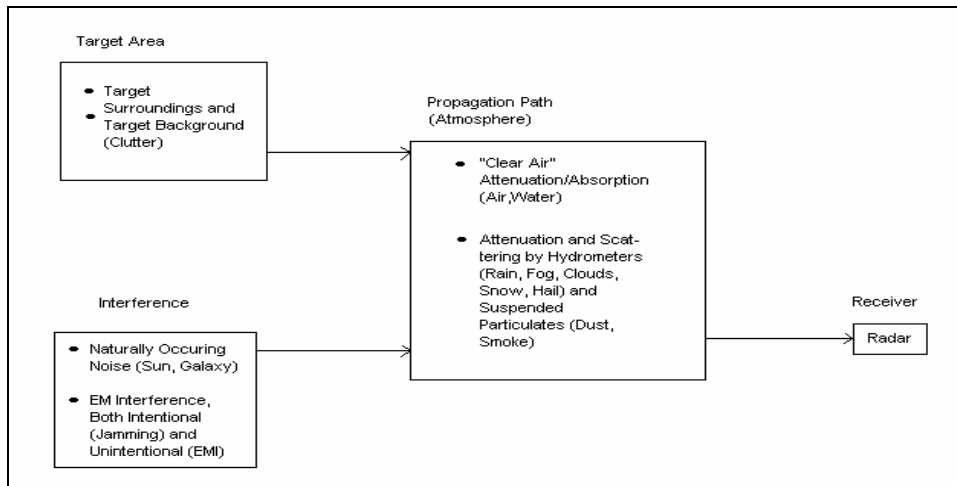 Target Area
Target
Surroundings and
Target Background
(Clutter)
Propagation Path
(Atmosphere)
"Clear Air"
Attenuation/Absorption
(Air,Water)
Attenuation and Scat-
tering by Hydrometers
(Rain, Fog, Clouds,
Snow, Hail) and
Suspended
Particulates (Dust,
Smoke)
Interference
Naturally Occuring
Noise (Sun, Galaxy)
EM Interference,
Both Intentional
(Jamming) and
Unintentional (EMI)
Receiver
Radar